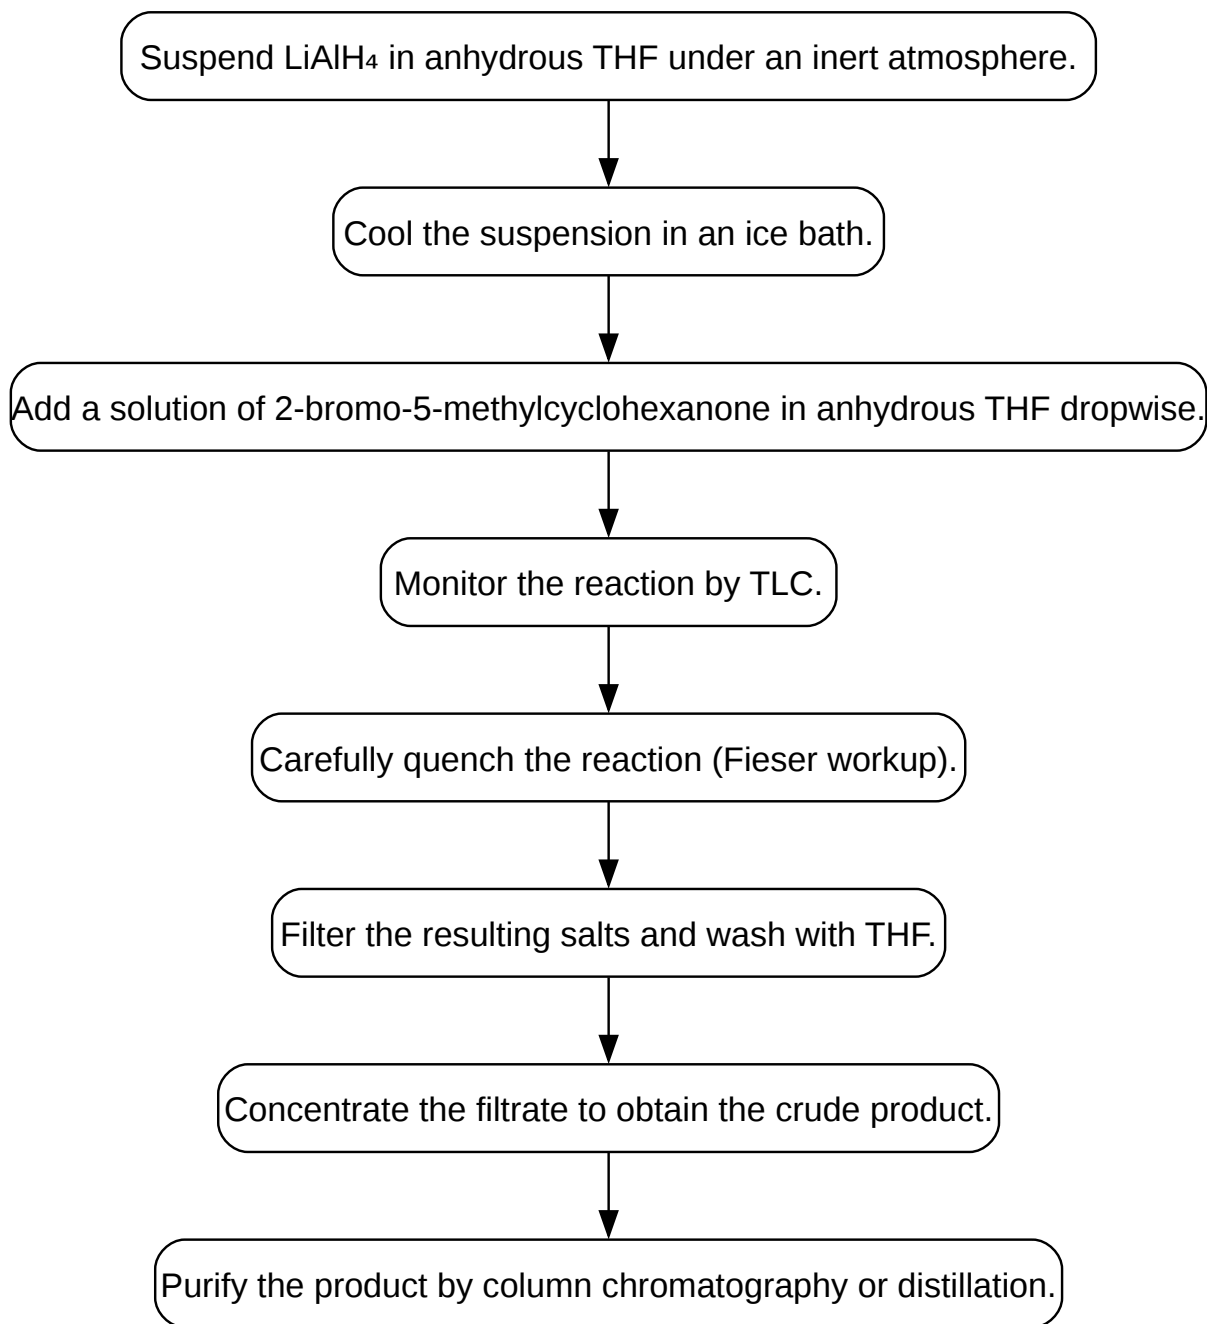 Suspend LiAlH₄ in anhydrous THF under an inert atmosphere.
Cool the suspension in an ice bath.
Add a solution of 2-bromo-5-methylcyclohexanone in anhydrous THF dropwise.
Monitor the reaction by TLC.
Carefully quench the reaction (Fieser workup).
Filter the resulting salts and wash with THF.
Concentrate the filtrate to obtain the crude product.
Purify the product by column chromatography or distillation.